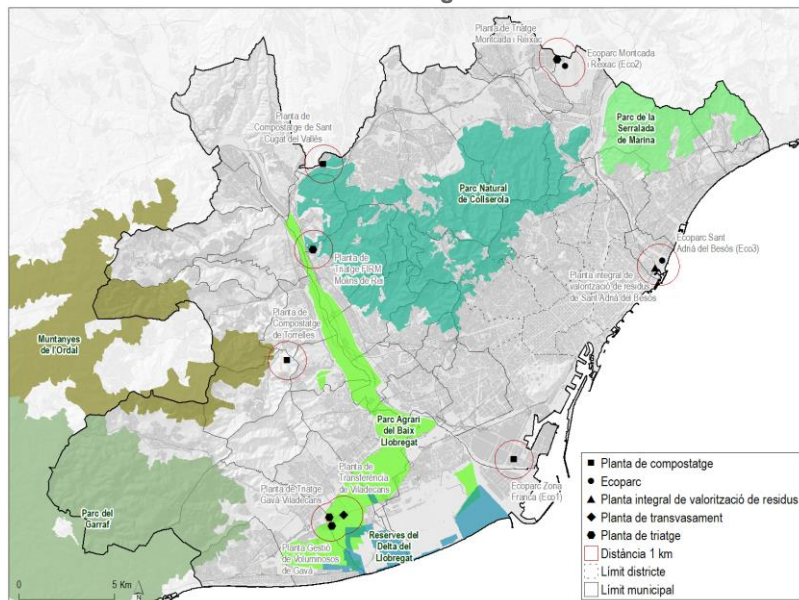 Planta de Triatge
Montcada i Reixac
Ecoparc Montcada
i Reixac (Eco2)
Planta de
Compostatge de Sant
Cugat del Vallès
Parc de la
Serralada
de Marina
Parc Natural
de Collserola
Planta de
Triatge
Molins de Rei
Ecoparc Sant
Adrià del Besòs (Eco3)
Planta integral de
valorització de residus
de Sant Adrià del Besòs
Planta de
Compostatge
de Torrelles
Muntanyes
de l'Ordal
Parc Agrari
del Baix
Llobregat
Planta de
Transferència
de Viladecans
Planta de Triatge
Gavà-Viladecans
Ecoparc Zona
Franca (Eco1)
Parc del
Garraf
Planta Gestió
de Voluminosos
de Gavà
Reserves del
Delta del
Llobregat
0 5 Km
Planta de compostatge
Ecoparc
Planta integral de valorització de residus
Planta de transvasament
Planta de triatge
Distància 1 km
Límit districte
Límit municipal